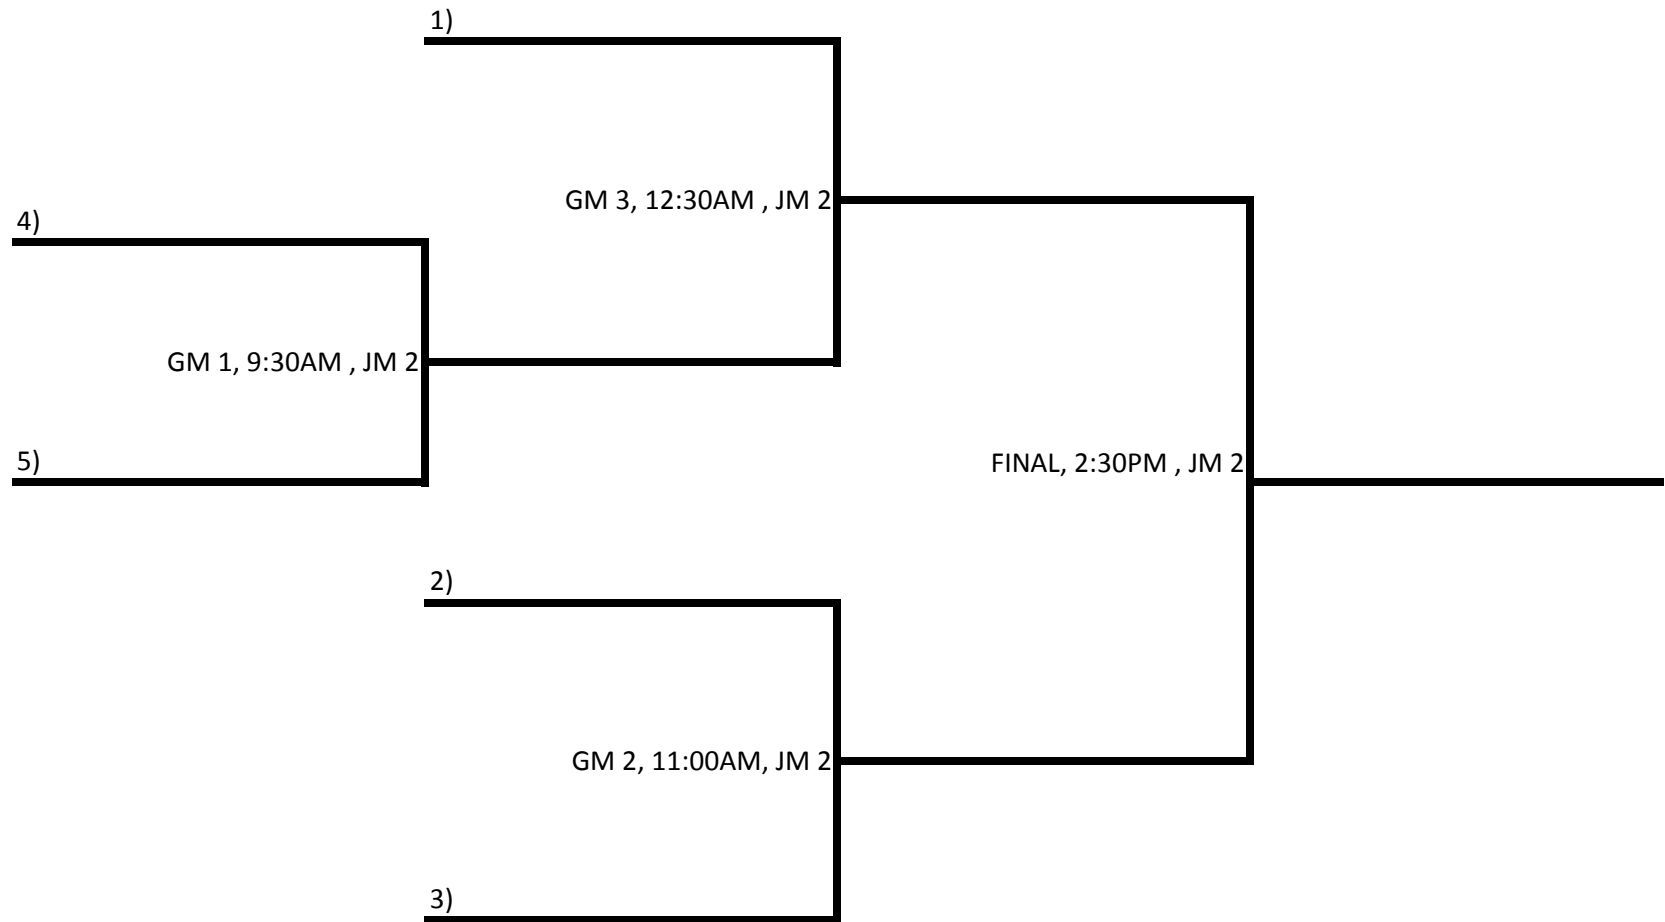 1)
GM 3, 12:30AM , JM 2
4)
GM 1, 9:30AM , JM 2
5)
FINAL, 2:30PM , JM 2
2)
GM 2, 11:00AM, JM 2
3)